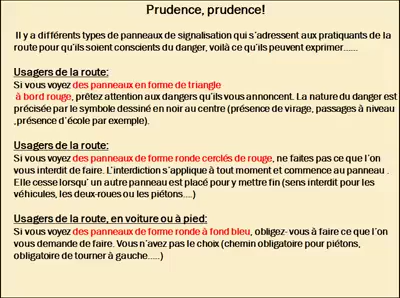 Prudence, prudence!
Il y a différents types de panneaux de signalisation qui s'adressent aux pratiquants de la
route pour qu'ils soient conscients du danger, voilà ce qu'ils peuvent exprimer......
Usagers de la route:
Si vous voyez des panneaux en forme de triangle
à bord rouge, prêtez attention aux dangers qu'ils vous annoncent. La nature du danger est
précisée par le symbole dessiné en noir au centre (présence de virage, passages à niveau
,présence d'école par exemple).
Usagers de la route:
Si vous voyez des panneaux de forme ronde cerclés de rouge, ne faites pas ce que l'on
vous interdit de faire. L'interdiction s'applique à tout moment et commence au panneau .
Elle cesse lorsqu' un autre panneau est placé pour y mettre fin (sens interdit pour les
véhicules, les deux-roues ou les piétons....)
Usagers de la route, en voiture ou à pied:
Si vous voyez des panneaux de forme ronde à fond bleu, obligez-vous à faire ce que l'on
vous demande de faire. Vous n'avez pas le choix (chemin obligatoire pour piétons,
obligatoire de tourner à gauche.....)